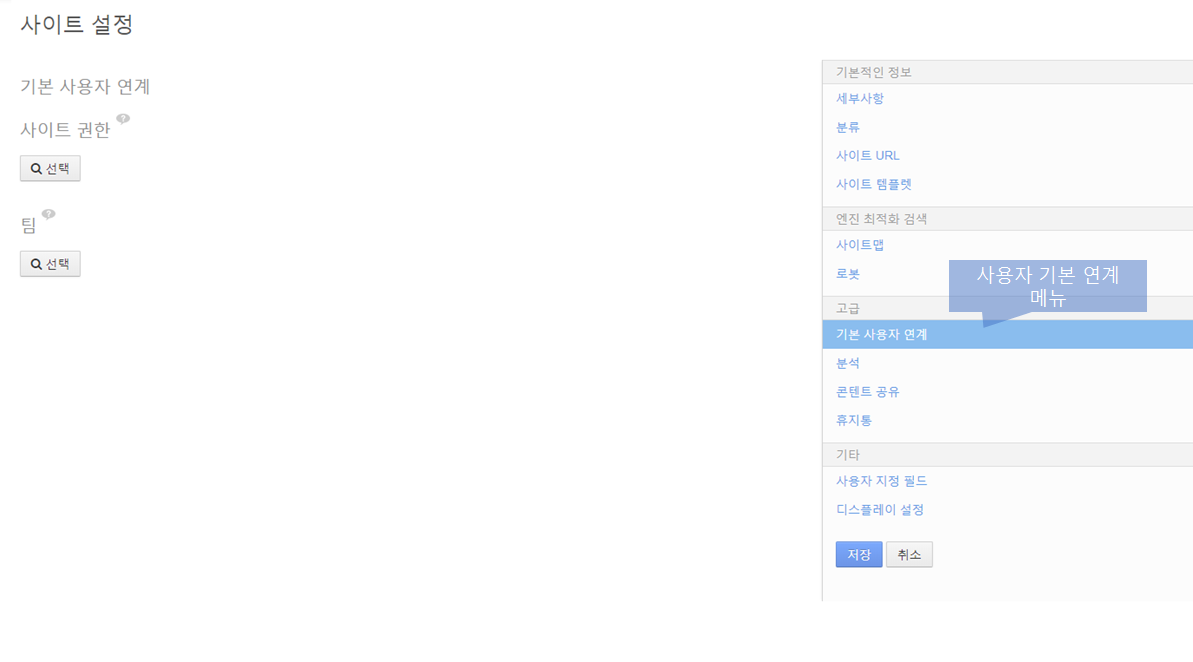 사이트 설정
기본 사용자 연계
사이트 권한 ?
선택
팀 ?
선택
기본적인 정보
세부사항
분류
사이트 URL
사이트 템플렛
엔진 최적화 검색
사이트맵
로봇
사용자 기본 연계
메뉴
고급
기본 사용자 연계
분석
콘텐트 공유
휴지통
기타
사용자 지정 필드
디스플레이 설정
저장 취소